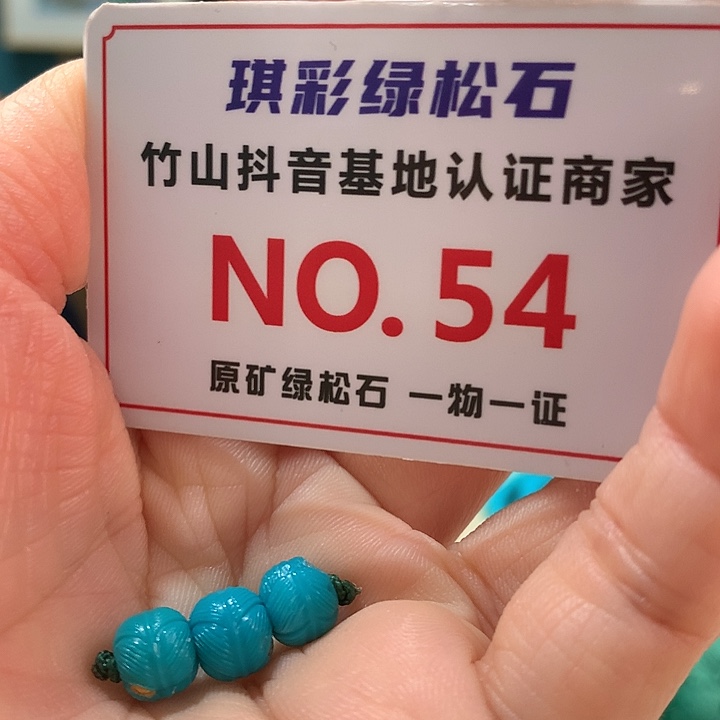 琪彩绿松石
竹山抖音基地认证商家
NO.54
原矿绿松石 一物一证